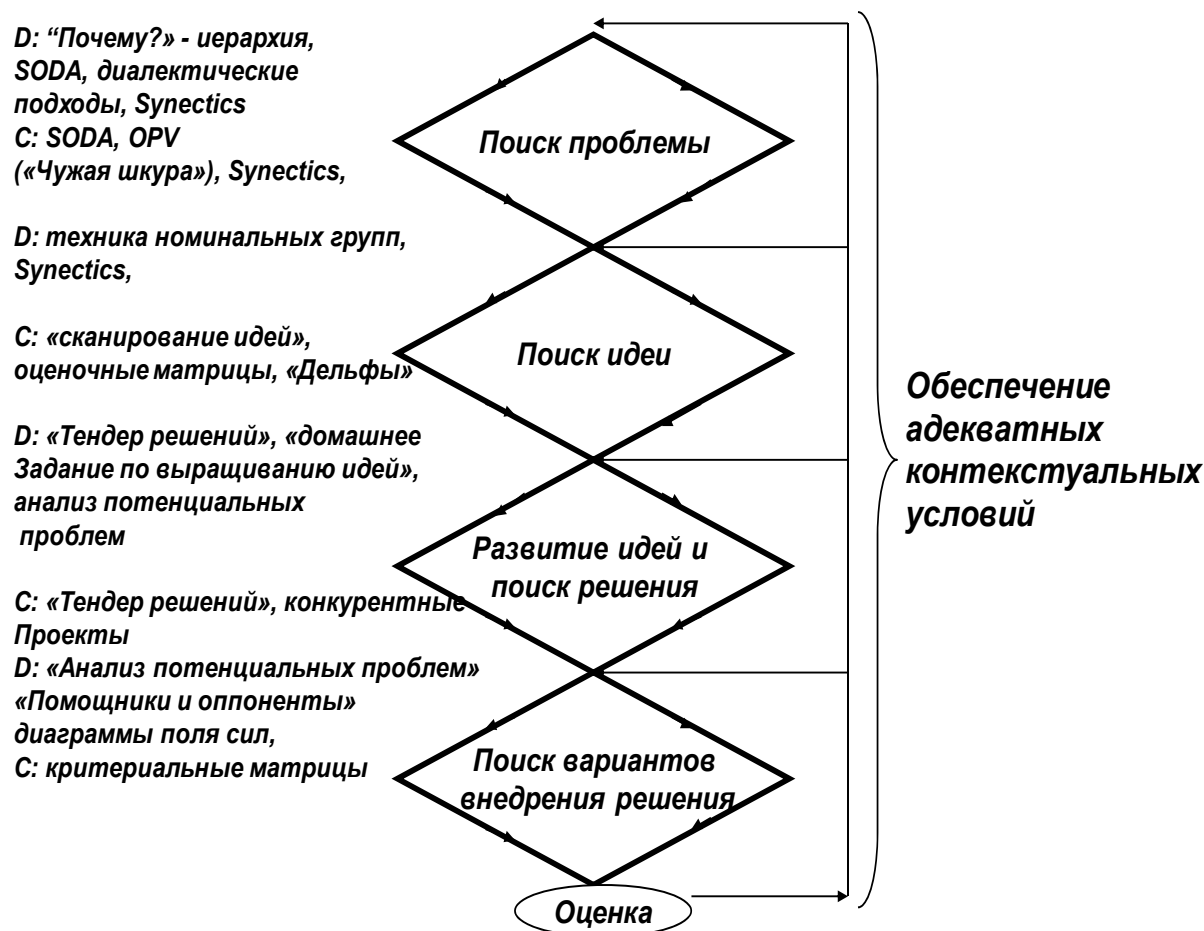 D: “Почему?» - иерархия,
SODA, диалектические
подходы, Synectics
C: SODA, OPV
(«Чужая шкура»), Synectics,
D: техника номинальных групп,
Synectics,
C: «сканирование идей»,
оценочные матрицы, «Дельфы»
D: «Тендер решений», «домашнее
Задание по выращиванию идей»,
анализ потенциальных
проблем
C: «Тендер решений», конкурентные
Проекты
D: «Анализ потенциальных проблем»
«Помощники и оппоненты»
диаграммы поля сил,
C: критериальные матрицы
Поиск проблемы
Поиск идеи
Развитие идей и
поиск решения
Поиск вариантов
внедрения решения
Оценка
Обеспечение
адекватных
контекстуальных
условий